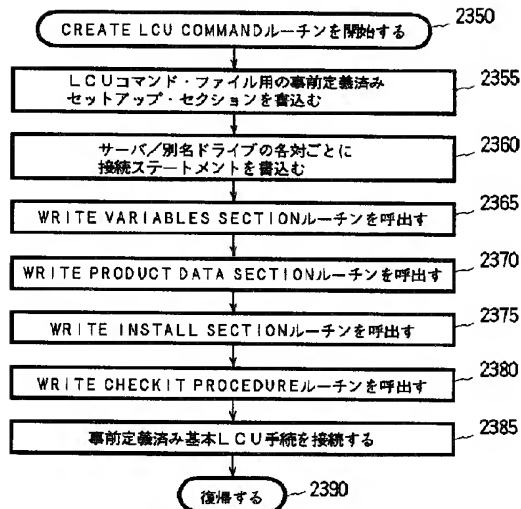 CREATE LCU COMMANDルーチンを開始する
2350
LCUコマンド・ファイル用の事前定義済み
セットアップ・セクションを書込む
2355
サーバ/別名ドライブの各対ごとに
接続ステートメントを書込む
2360
WRITE VARIABLES SECTIONルーチンを呼出す
2365
WRITE PRODUCT DATA SECTIONルーチンを呼出す
2370
WRITE INSTALL SECTIONルーチンを呼出す
2375
WRITE CHECKIT PROCEDUREルーチンを呼出す
2380
事前定義済み基本LCU手続を接続する
2385
復帰する
2390